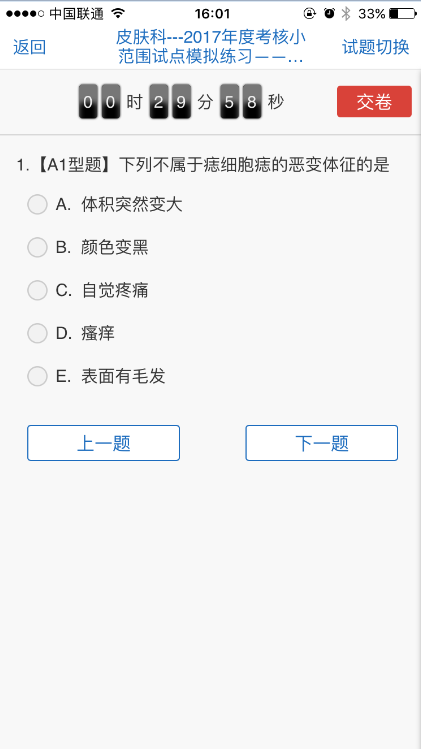 中国联通 16:01 33%
返回 皮肤科---2017年度考核小 试题切换
范围试点模拟练习——…
00时29分58秒 交卷
1.【A1型题】下列不属于痣细胞痣的恶变体征的是
A. 体积突然变大
B. 颜色变黑
C. 自觉疼痛
D. 瘙痒
E. 表面有毛发
上一题 下一题